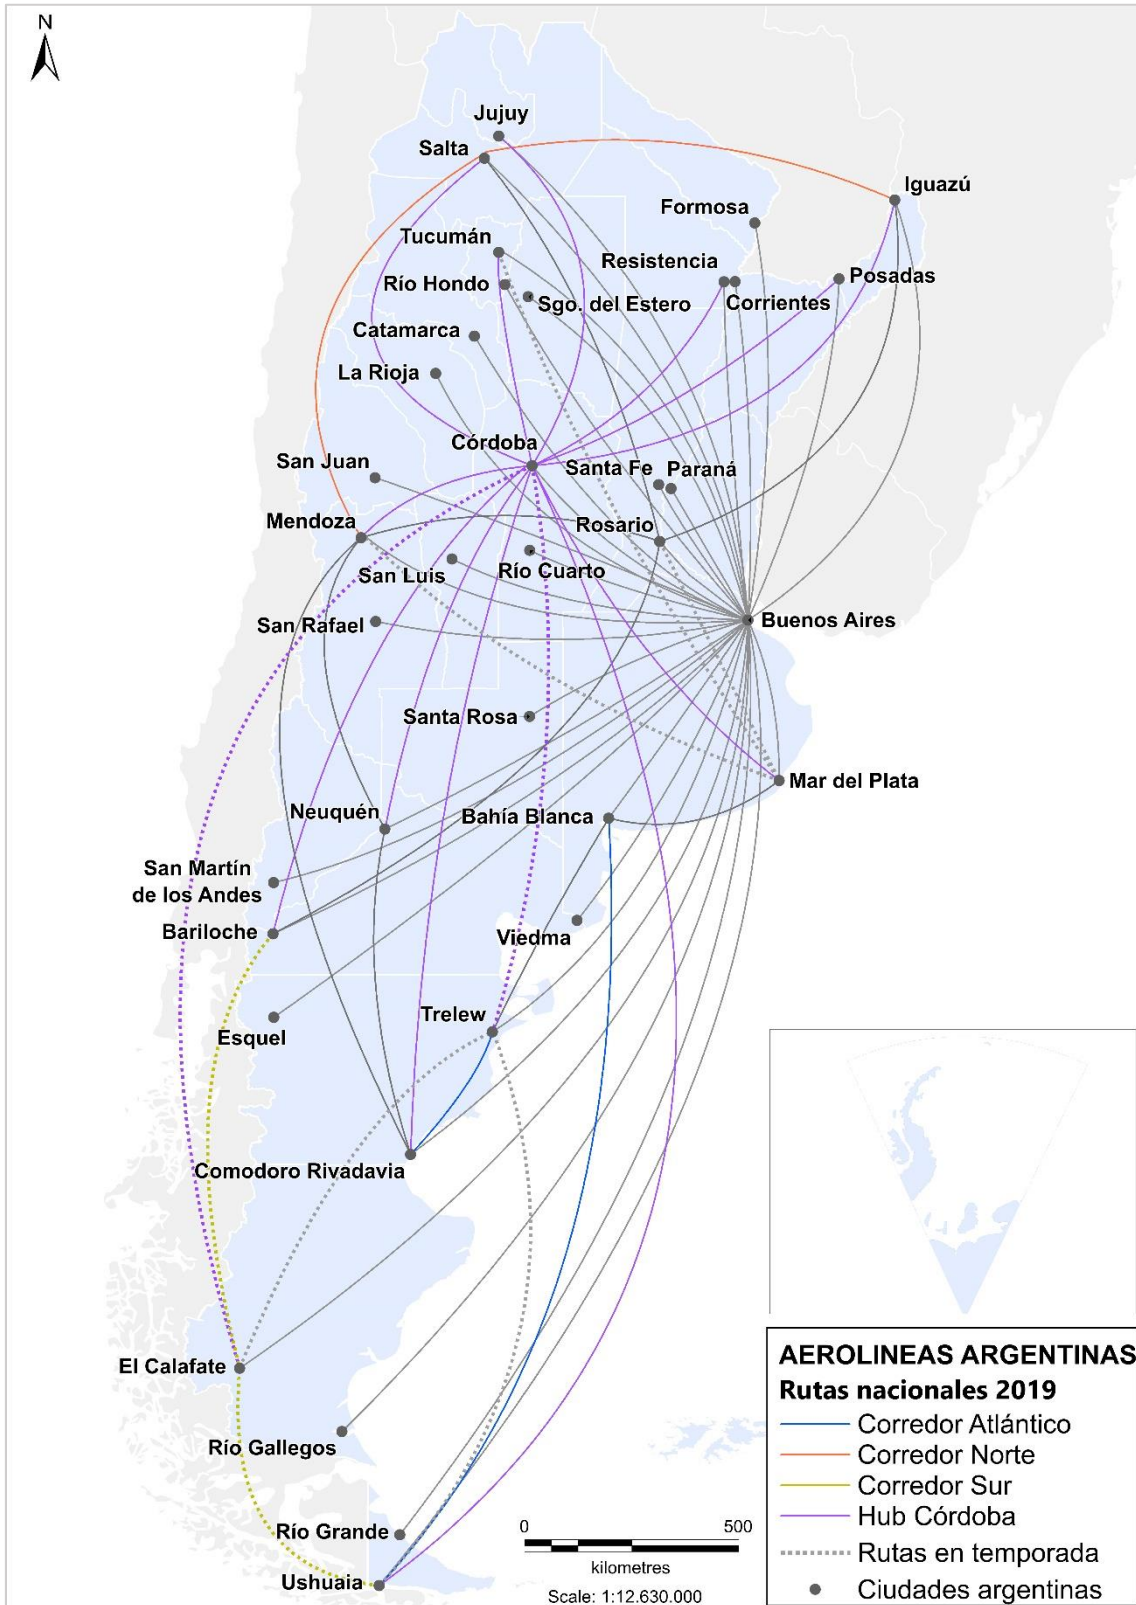 N
Jujuy
Salta
Iguazú
Formosa
Tucumán
Resistencia
Posadas
Río Hondo
Sgo. del Estero
Corrientes
Catamarca
La Rioja
Córdoba
San Juan
Santa Fe
Paraná
Mendoza
Rosario
San Luis
Río Cuarto
San Rafael
Buenos Aires
Santa Rosa
Mar del Plata
Neuquén
Bahía Blanca
San Martín
de los Andes
Bariloche
Viedma
Trelew
Esquel
Comodoro Rivadavia
El Calafate
Río Gallegos
Río Grande
Ushuaia
0 500
kilometres
Scale: 1:12.630.000
AEROLINEAS ARGENTINAS
Rutas nacionales 2019
Corredor Atlántico
Corredor Norte
Corredor Sur
Hub Córdoba
Rutas en temporada
Ciudades argentinas